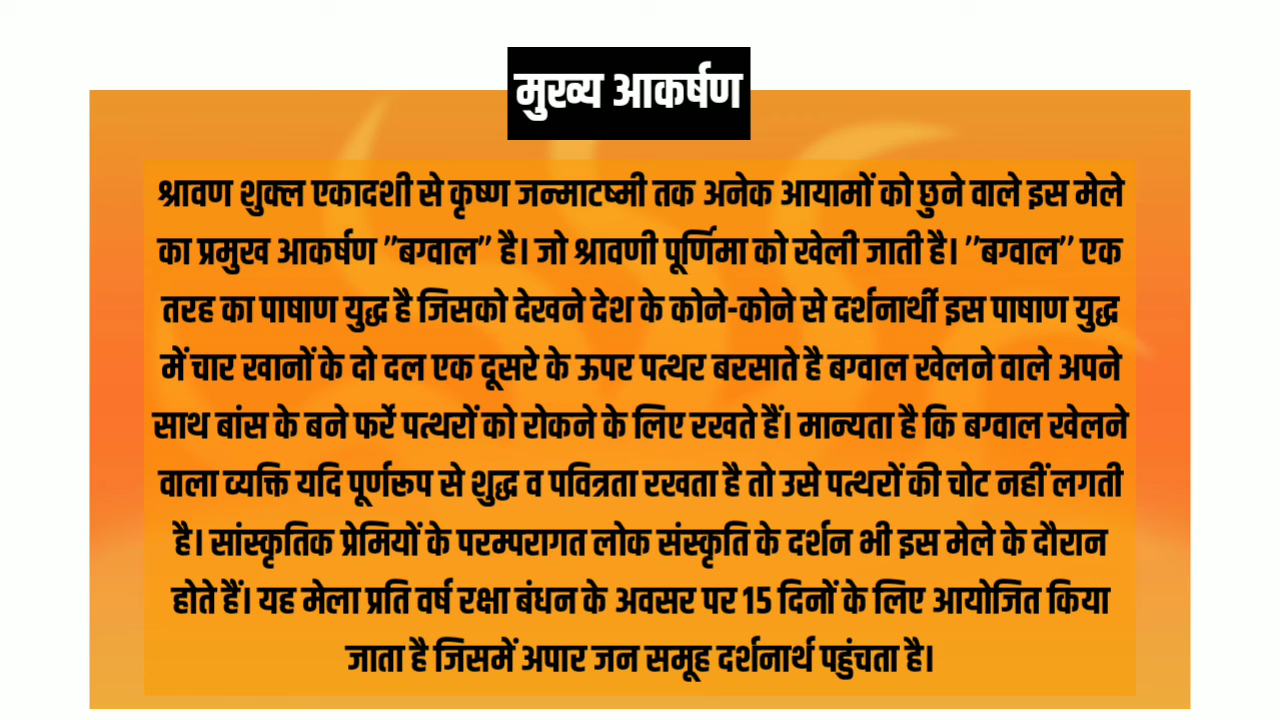 मुख्य आकर्षण
श्रावण शुक्ल एकादशी से कृष्ण जन्माटष्मी तक अनेक आयामों को छुने वाले इस मेले
का प्रमुख आकर्षण ”बग्वाल” है। जो श्रावणी पूर्णिमा को खेली जाती है। ’’बग्वाल’’ एक
तरह का पाषाण युद्ध है जिसको देखने देश के कोने-कोने से दर्शनार्थी इस पाषाण युद्ध
में चार खानों के दो दल एक दूसरे के ऊपर पत्थर बरसाते है बग्वाल खेलने वाले अपने
साथ बांस के बने फर्रे पत्थरों को रोकने के लिए रखते हैं। मान्यता है कि बग्वाल खेलने
वाला व्यक्ति यदि पूर्णरूप से शुद्ध व पवित्रता रखता है तो उसे पत्थरों की चोट नहीं लगती
है। सांस्कृतिक प्रेमियों के परम्परागत लोक संस्कृति के दर्शन भी इस मेले के दौरान
होते हैं। यह मेला प्रति वर्ष रक्षा बंधन के अवसर पर 15 दिनों के लिए आयोजित किया
जाता है जिसमें अपार जन समूह दर्शनार्थ पहुंचता है।